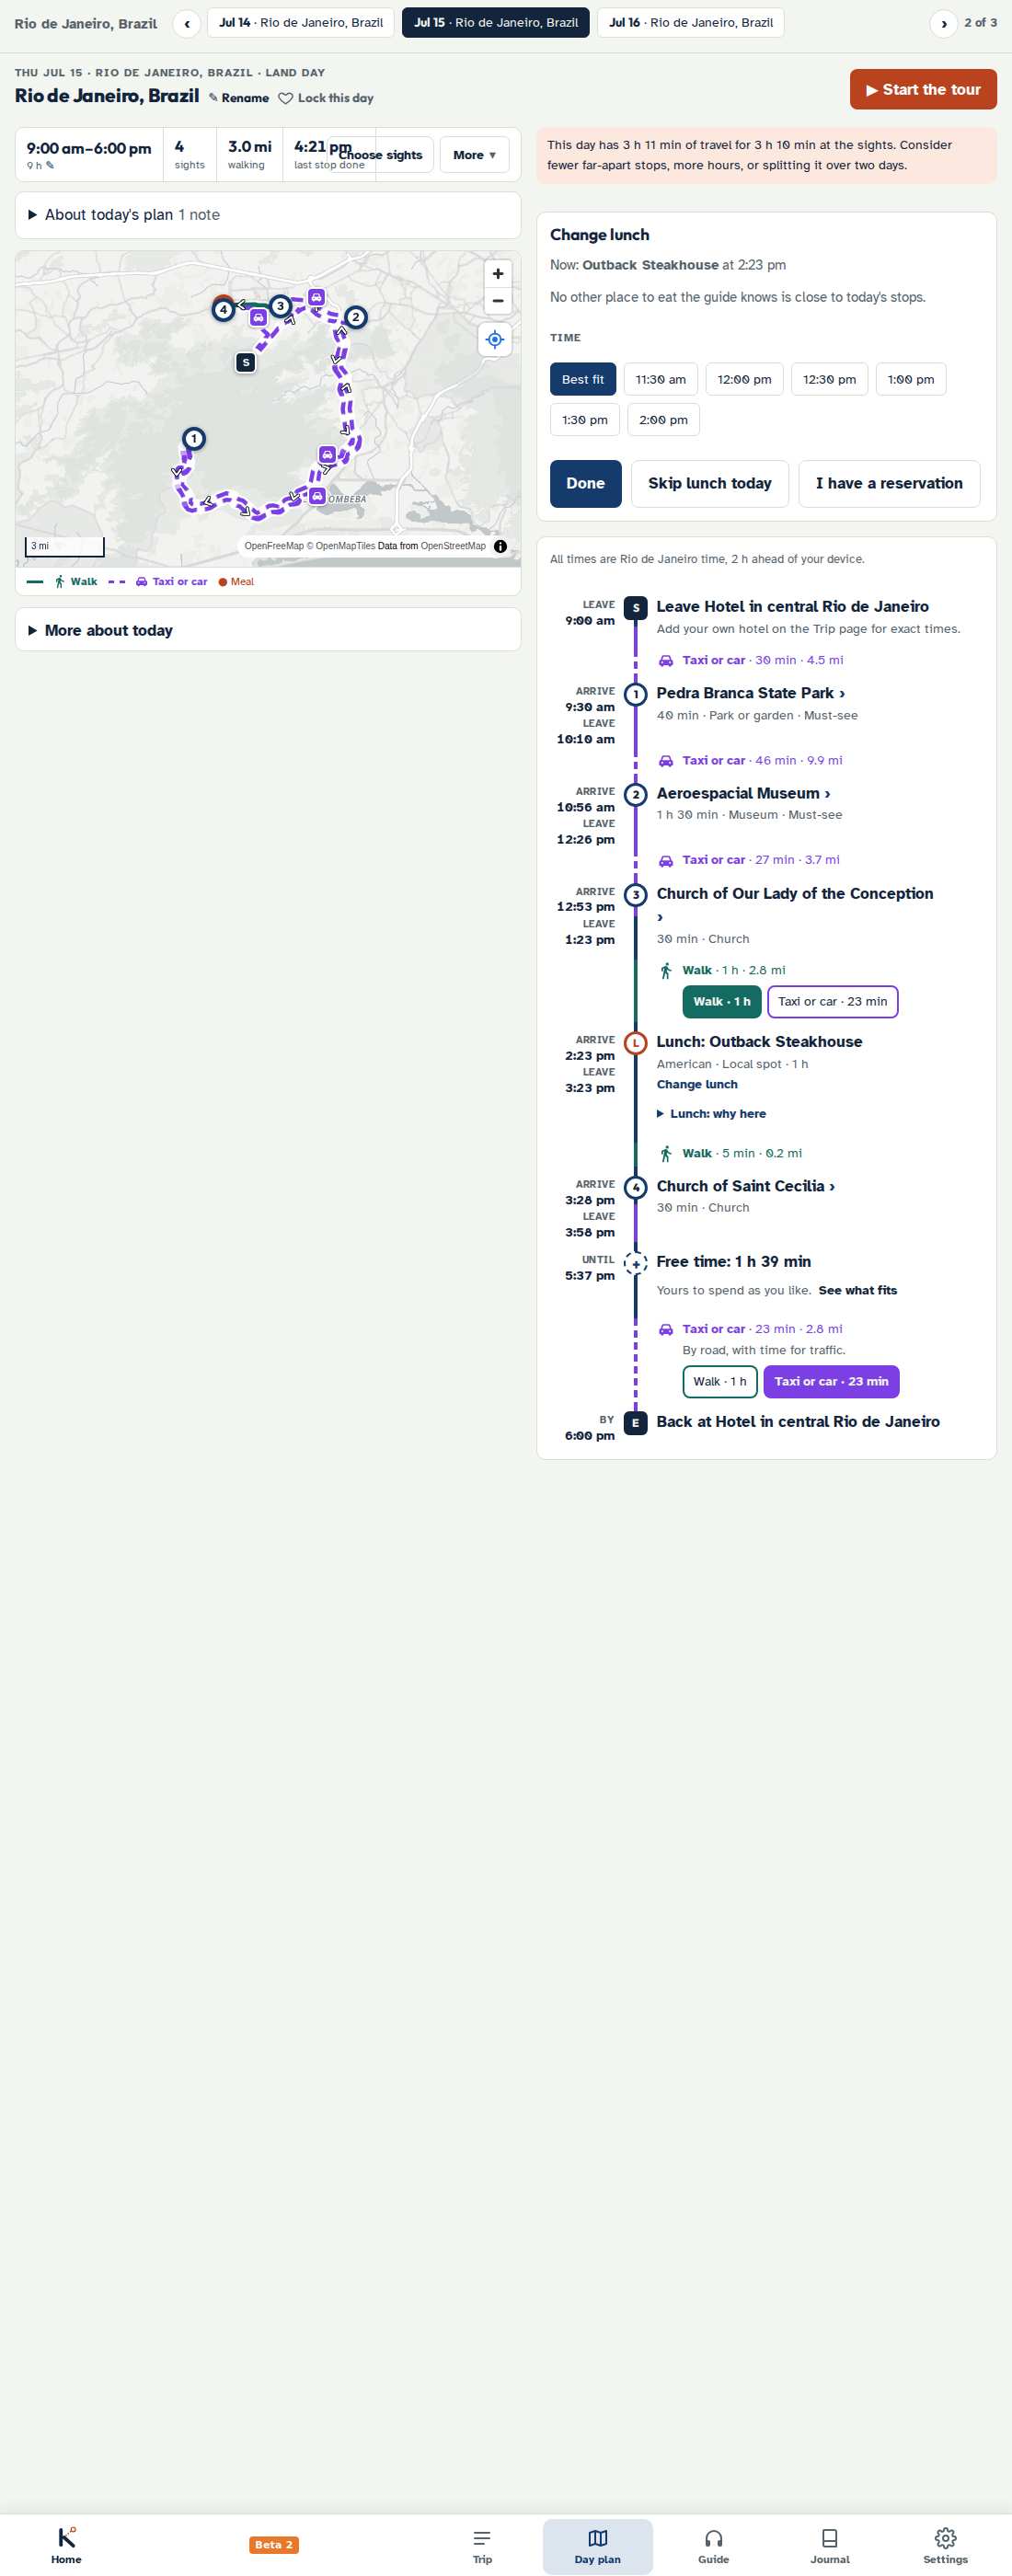 Rio de Janeiro, Brazil
‹
Jul 14 · Rio de Janeiro, Brazil
Jul 15 · Rio de Janeiro, Brazil
Jul 16 · Rio de Janeiro, Brazil
›
2 of 3
THU JUL 15 · RIO DE JANEIRO, BRAZIL · LAND DAY
Rio de Janeiro, Brazil ✎ Rename ♡ Lock this day
▶ Start the tour
9:00 am–6:00 pm
9 h ✎
4
sights
3.0 mi
walking
4:21 pm
last stop done
Choose sights
More ▾
▶ About today's plan 1 note
4
3
2
S
1
OMBEBA
+
−
3 mi
OpenFreeMap © OpenMapTiles Data from OpenStreetMap
Walk
Taxi or car
Meal
▶ More about today
This day has 3 h 11 min of travel for 3 h 10 min at the sights. Consider
fewer far-apart stops, more hours, or splitting it over two days.
Change lunch
Now: Outback Steakhouse at 2:23 pm
No other place to eat the guide knows is close to today's stops.
TIME
Best fit
11:30 am
12:00 pm
12:30 pm
1:00 pm
1:30 pm
2:00 pm
Done
Skip lunch today
I have a reservation
All times are Rio de Janeiro time, 2 h ahead of your device.
LEAVE
9:00 am
S
Leave Hotel in central Rio de Janeiro
Add your own hotel on the Trip page for exact times.
Taxi or car · 30 min · 4.5 mi
ARRIVE
9:30 am
LEAVE
10:10 am
1
Pedra Branca State Park ›
40 min · Park or garden · Must-see
Taxi or car · 46 min · 9.9 mi
ARRIVE
10:56 am
LEAVE
12:26 pm
2
Aeroespacial Museum ›
1 h 30 min · Museum · Must-see
Taxi or car · 27 min · 3.7 mi
ARRIVE
12:53 pm
LEAVE
1:23 pm
3
Church of Our Lady of the Conception
›
30 min · Church
Walk · 1 h · 2.8 mi
Walk · 1 h
Taxi or car · 23 min
ARRIVE
2:23 pm
LEAVE
3:23 pm
L
Lunch: Outback Steakhouse
American · Local spot · 1 h
Change lunch
▶ Lunch: why here
Walk · 5 min · 0.2 mi
ARRIVE
3:28 pm
LEAVE
3:58 pm
4
Church of Saint Cecilia ›
30 min · Church
UNTIL
5:37 pm
+
Free time: 1 h 39 min
Yours to spend as you like. See what fits
Taxi or car · 23 min · 2.8 mi
By road, with time for traffic.
Walk · 1 h
Taxi or car · 23 min
BY
6:00 pm
E
Back at Hotel in central Rio de Janeiro
Home
Beta 2
Trip
Day plan
Guide
Journal
Settings